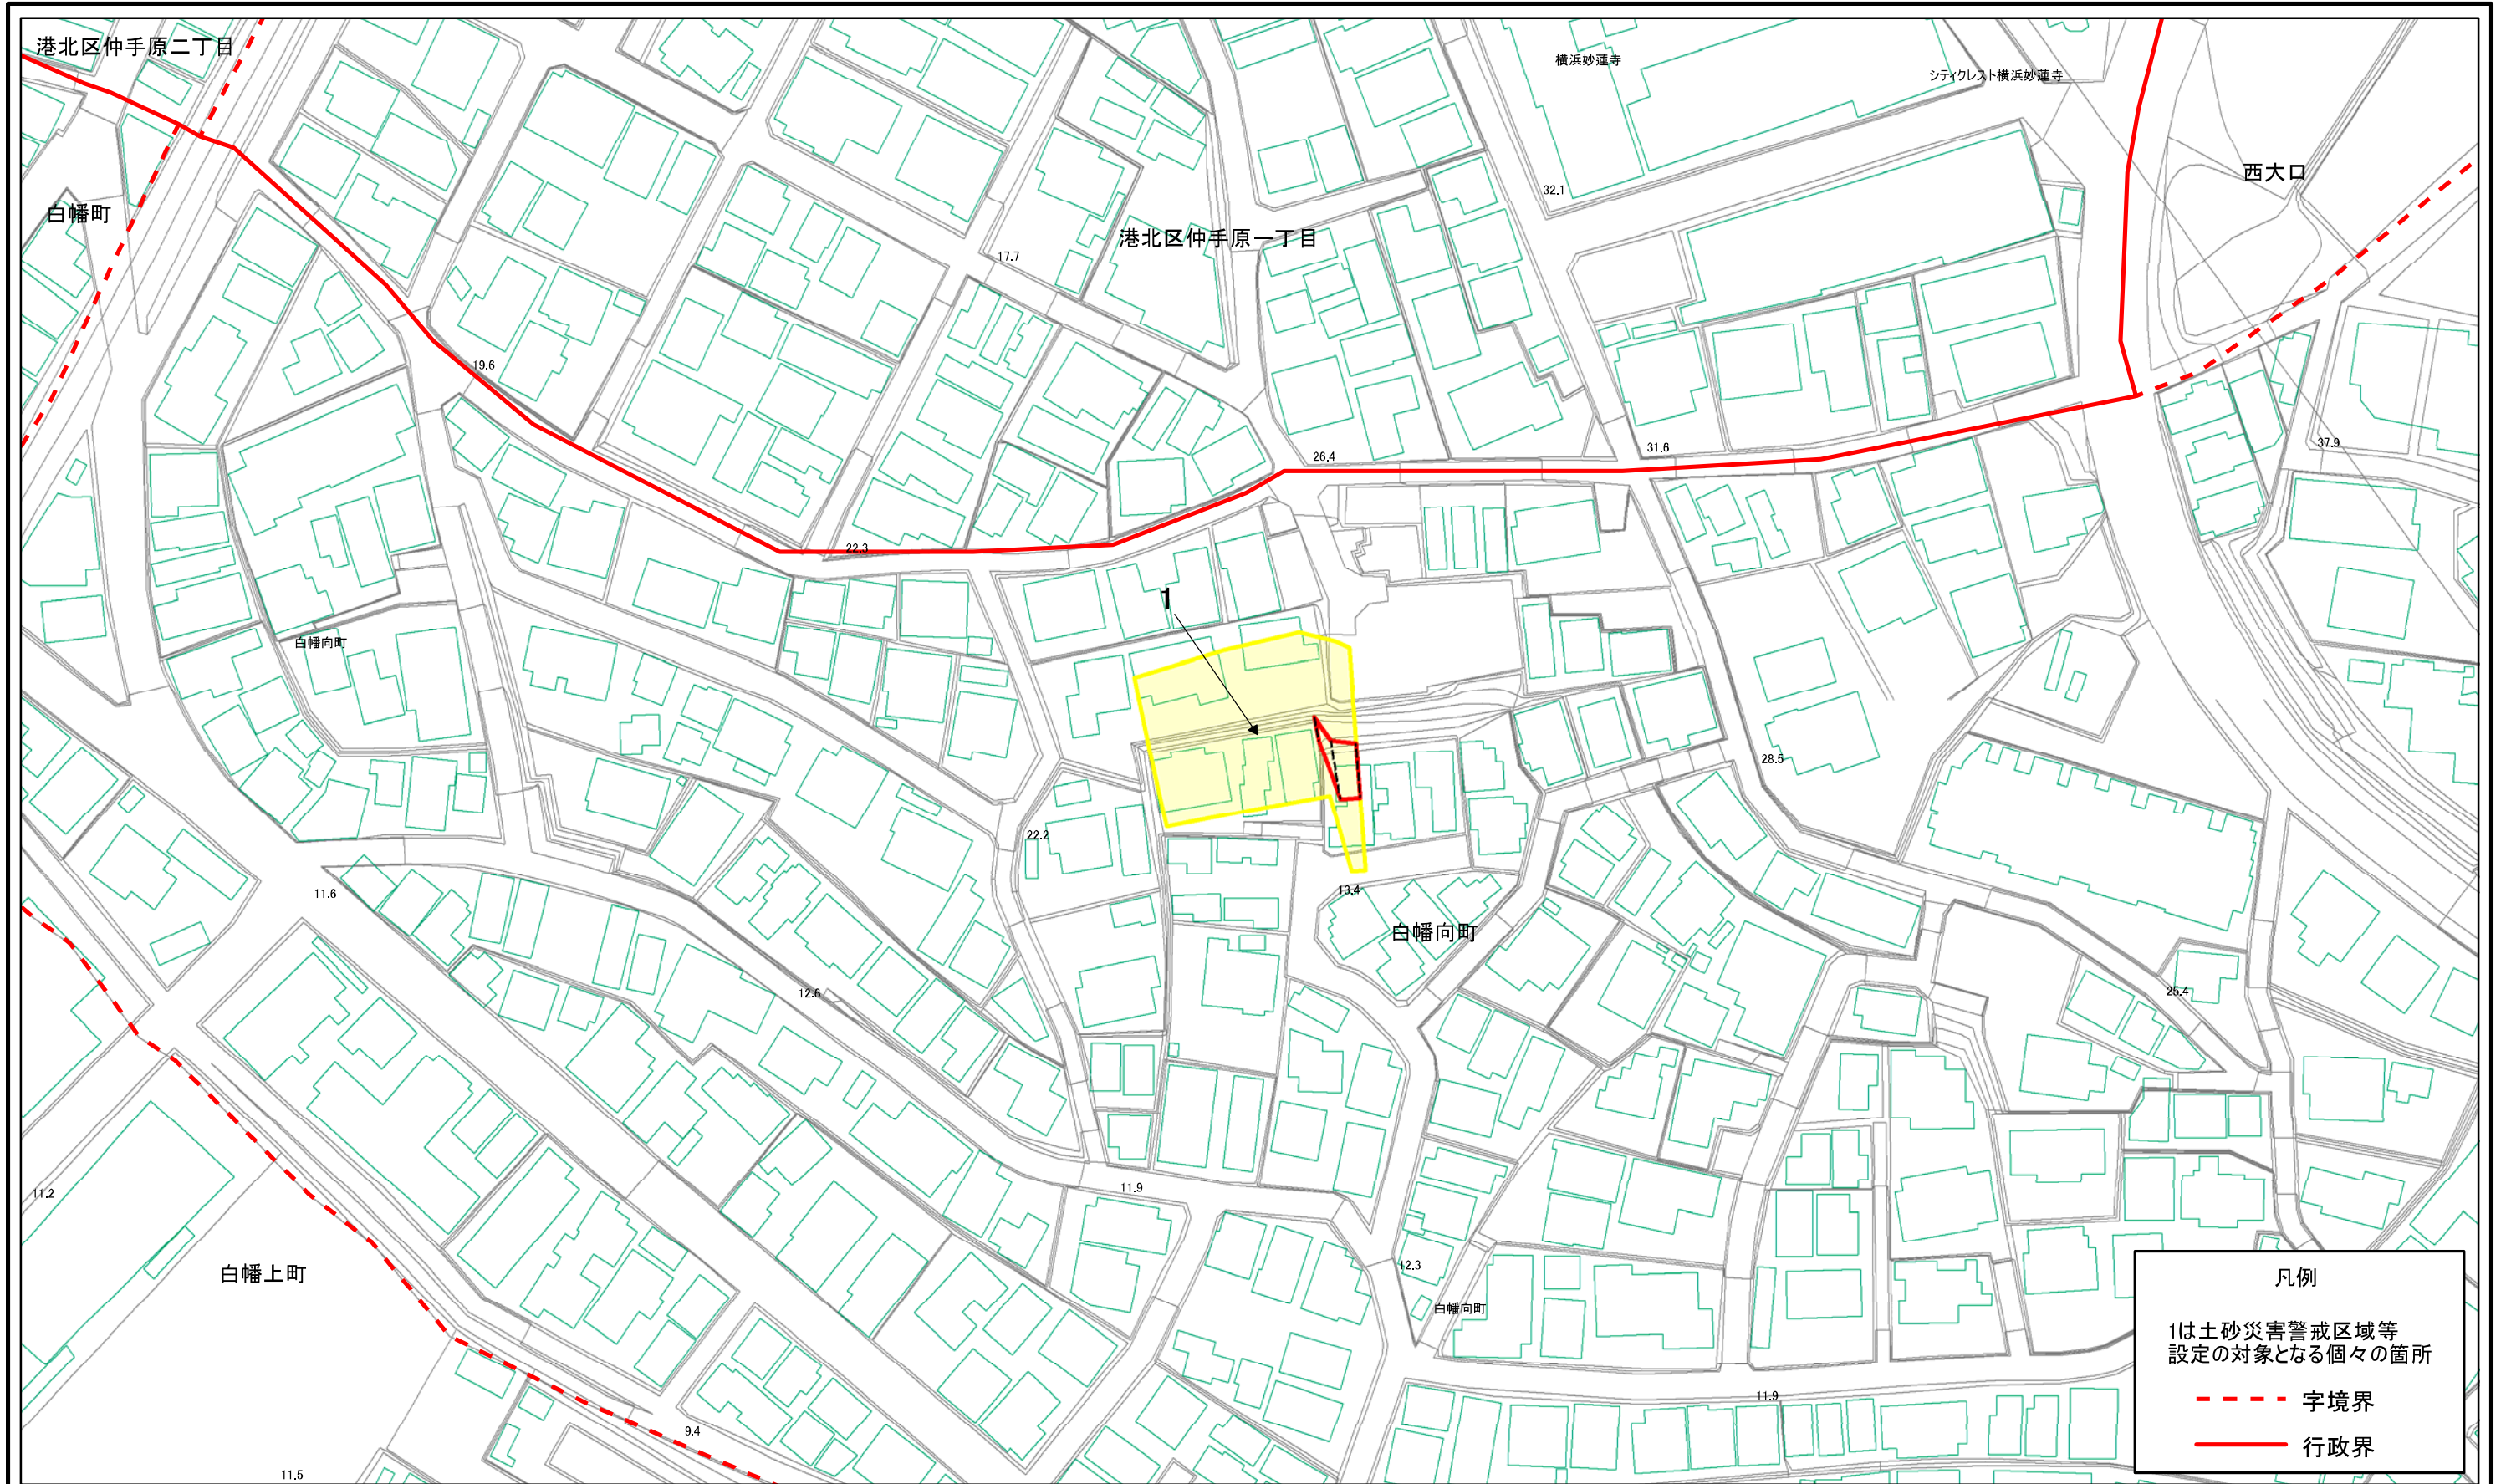 港北区仲手原二丁目
横浜妙蓮寺
シティクレスト横浜妙蓮寺
西大口
32.1
白幡町
港北区仲手原一丁目
17.7
19.6
37.9
31.6
26.4
22.3
1
白幡向町
28.5
22.2
13.4
11.6
白幡向町
12.6
25.4
11.9
11.2
白幡上町
12.3
白幡向町
11.9
9.4
11.5
凡例
1は土砂災害警戒区域等
設定の対象となる個々の箇所
字境界
行政界